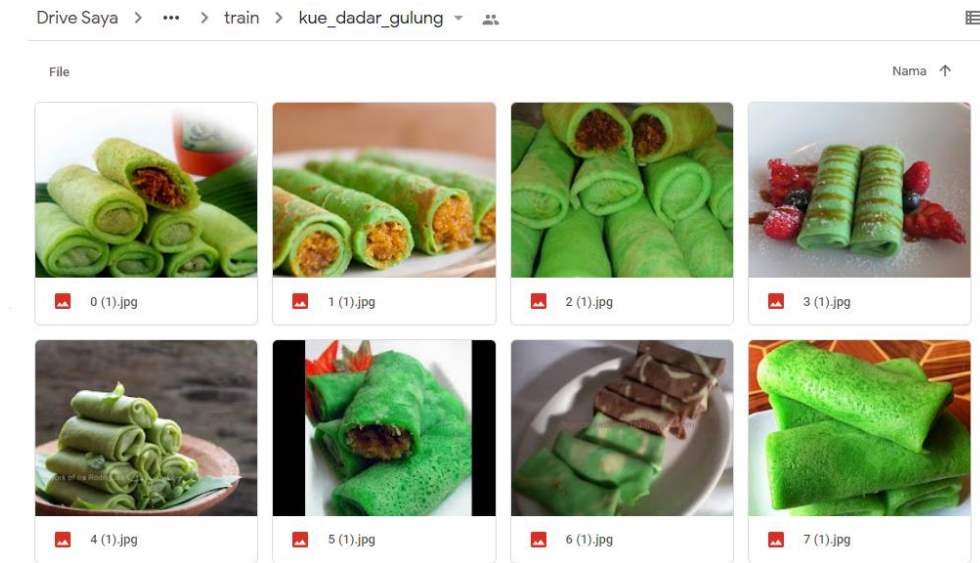 Drive Saya > ... > train > kue_dadar_gulung
File
Nama
0 (1).jpg
1 (1).jpg
2 (1).jpg
3 (1).jpg
4 (1).jpg
5 (1).jpg
6 (1).jpg
7 (1).jpg